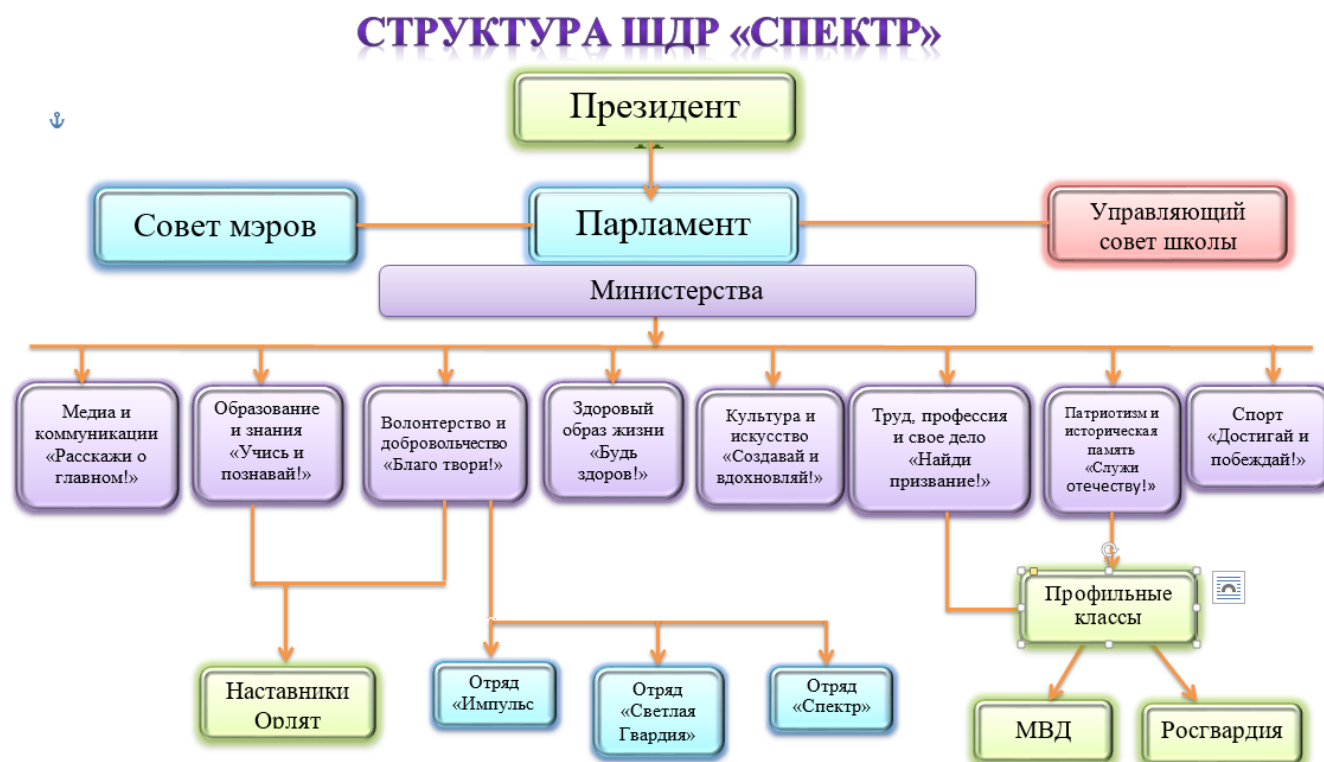 СТРУКТУРА ШДР «СПЕКТР»
Президент
Совет мэров
Парламент
Управляющий
совет школы
Министерства
Медиа и
коммуникации
«Расскажи о
главном!»
Образование
и знания
«Учись и
познавай!»
Волонтерство и
добровольчество
«Благо твори!»
Здоровый
образ жизни
«Будь
здоров!»
Культура и
искусство
«Создавай и
вдохновляй!»
Труд, профессия
и свое дело
«Найди
призвание!»
Патриотизм и
историческая
память
«Служи
отечеству!»
Спорт
«Достигай и
побеждай!»
Профильные
классы
Наставники
Орлят
Отряд
«Импульс
Отряд
«Светлая
Гвардия»
Отряд
«Спектр»
МВД
Росгвардия